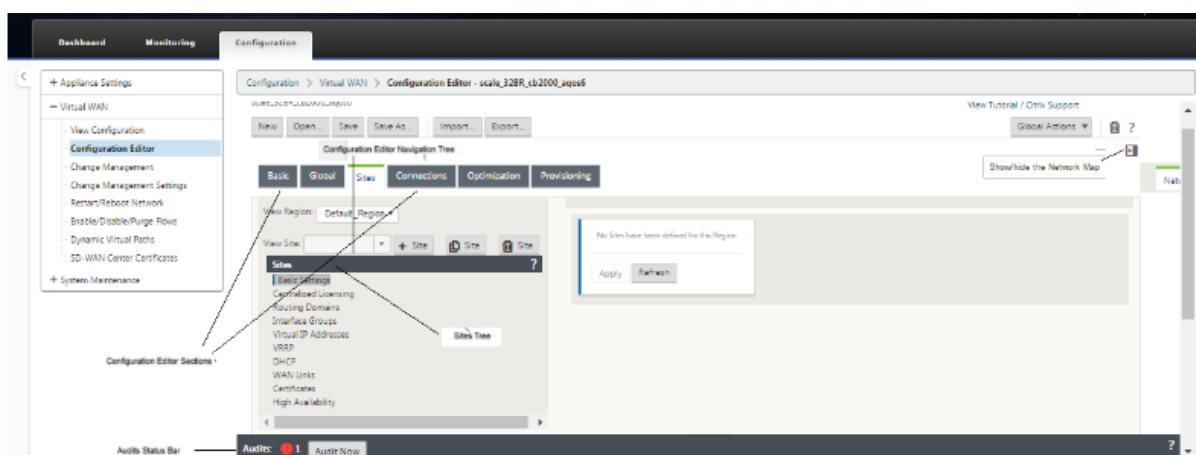 Dashboard Monitoring Configuration
+ Appliance Settings
− Virtual WAN
View Configuration
Configuration Editor
Change Management
Change Management Settings
Restart/Reboot Network
Enable/Disable/Purge Flows
Dynamic Virtual Paths
SD-WAN Center Certificates
+ System Maintenance
Configuration > Virtual WAN > Configuration Editor - scale_32BR_cb2000_aqos6
View Tutorial / Citrix Support
New Open... Save Save As... Import... Export... Global Actions ?
Configuration Editor Navigation Tree
Show/hide the Network Map
Basic Global Sites Connections Optimization Provisioning
Net
View Region: Default_Region
View Site: + Site Site Site
Sites ?
Basic Settings
Centralized Licensing
Routing Domains
Interface Groups
Virtual IP Addresses
VRRP
DHCP
WAN Links
Certificates
High Availability
No Sites have been defined for this Region.
Apply Refresh
Sites Tree
Configuration Editor Sections
Audits Status Bar
Audits: 1 Audit Now ?